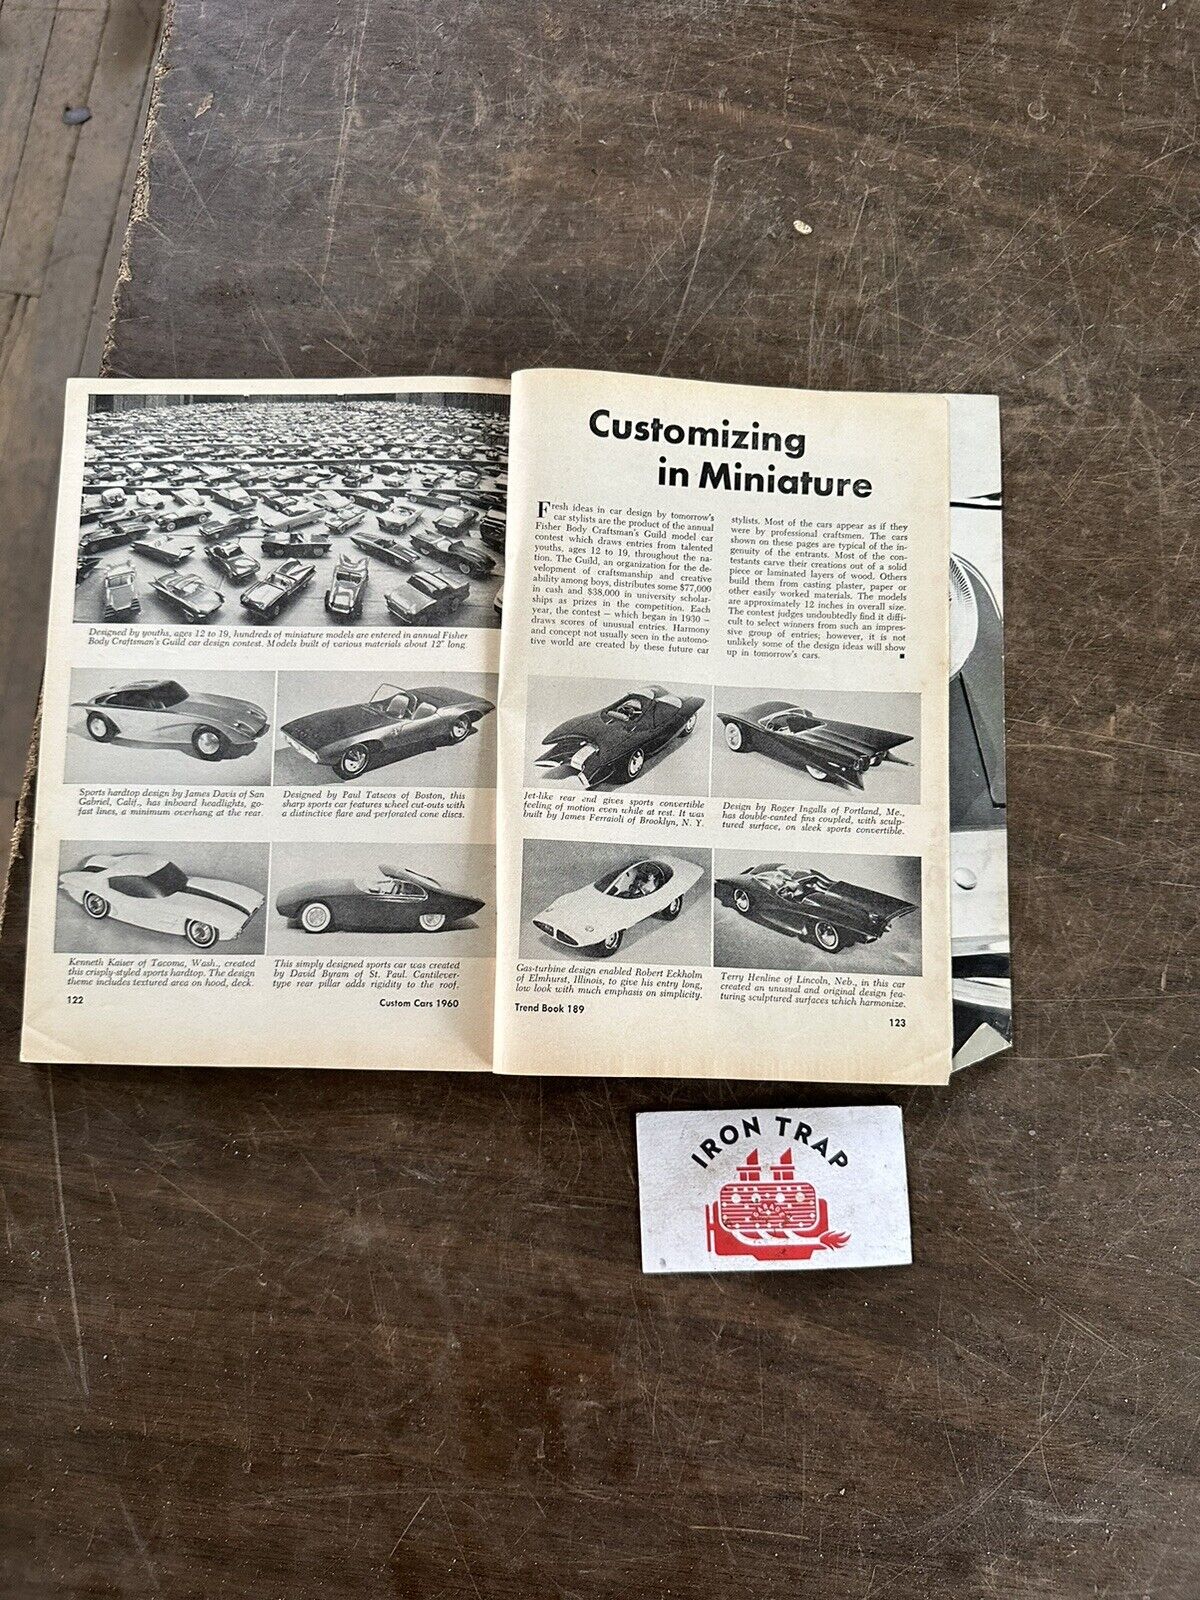 Designed by youths, ages 12 to 19, hundreds of miniature models are entered in annual Fisher
Body Craftsman's Guild car design contest. Models built of various materials about 12" long.
Sports hardtop design by James Davis of San
Gabriel, Calif., has inboard headlights, go-
fast lines, a minimum overhang at the rear.
Designed by Paul Tatscos of Boston, this
sharp sports car features wheel cut-outs with
a distinctive flare and perforated cone discs.
Kenneth Kaiser of Tacoma, Wash., created
this crisply-styled sports hardtop. The design
theme includes textured area on hood, deck.
This simply designed sports car was created
by David Byram of St. Paul. Cantilever-
type rear pillar adds rigidity to the roof.
122
Custom Cars 1960
Customizing
in Miniature
Fresh ideas in car design by tomorrow's
car stylists are the product of the annual
Fisher Body Craftsman's Guild model car
contest which draws entries from talented
youths, ages 12 to 19, throughout the na-
tion. The Guild, an organization for the de-
velopment of craftsmanship and creative
ability among boys, distributes some $77,000
in cash and $38,000 in university scholar-
ships as prizes in the competition. Each
year, the contest — which began in 1930 —
draws scores of unusual entries. Harmony
and concept not usually seen in the automo-
tive world are created by these future car
stylists. Most of the cars appear as if they
were by professional craftsmen. The cars
shown on these pages are typical of the in-
genuity of the entrants. Most of the con-
testants carve their creations out of a solid
piece or laminated layers of wood. Others
build them from casting plaster, paper or
other easily worked materials. The models
are approximately 12 inches in overall size.
The contest judges undoubtedly find it diffi-
cult to select winners from such an impres-
sive group of entries; however, it is not
unlikely some of the design ideas will show
up in tomorrow's cars.
Jet-like rear end gives sports convertible
feeling of motion even while at rest. It was
built by James Ferraioli of Brooklyn, N. Y.
Design by Roger Ingalls of Portland, Me.,
has double-canted fins coupled, with sculp-
tured surface, on sleek sports convertible.
Gas-turbine design enabled Robert Eckholm
of Elmhurst, Illinois, to give his entry long,
low look with much emphasis on simplicity.
Terry Henline of Lincoln, Neb., in this car
created an unusual and original design fea-
turing sculptured surfaces which harmonize.
Trend Book 189
123
IRON TRAP